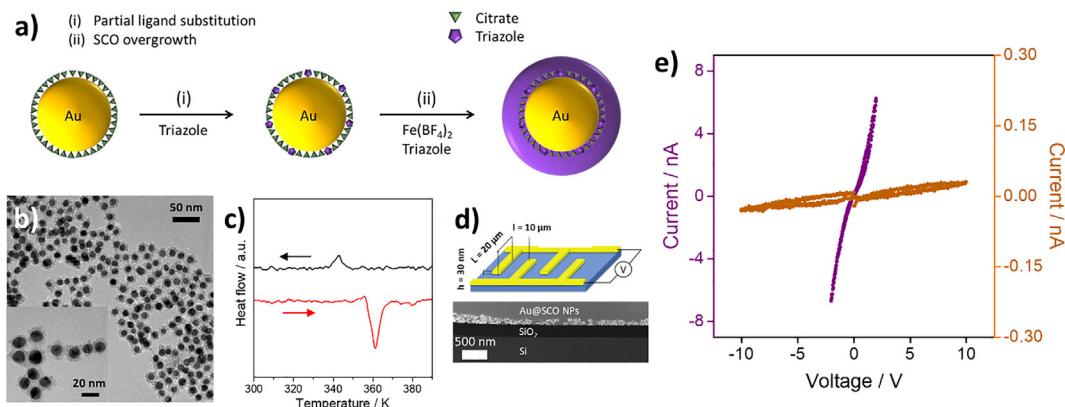 a)
(i) Partial ligand substitution
(ii) SCO overgrowth
Citrate
Triazole
Au
(i)
Triazole
Au
(ii)
Fe(BF4)2
Triazole
Au
b)
50 nm
20 nm
c)
Heat flow / a.u.
300 320 340 360 380
Temperature / K
d)
l = 10 μm
L = 20 μm
h = 30 nm
V
Au@SCO NPs
SiO2
Si
500 nm
e)
Current / nA
8
4
0
-4
-8
-10 -5 0 5 10
Voltage / V
0.30
0.15
0.00
-0.15
-0.30
Current / nA